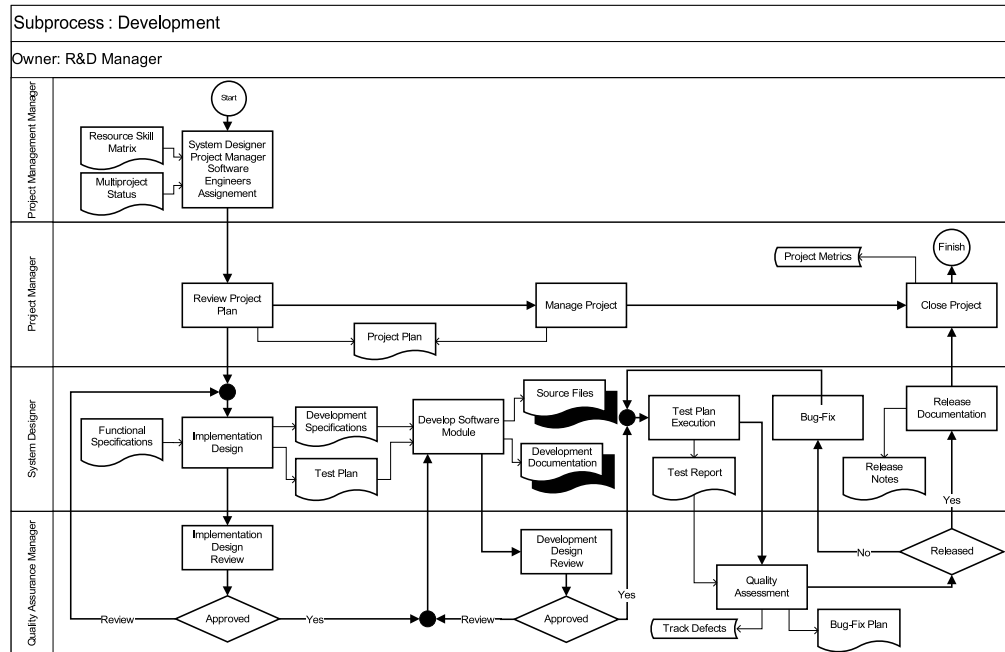 Subprocess : Development
Owner: R&D Manager
Project Management Manager
Start
Resource Skill
Matrix
Multiproject
Status
System Designer
Project Manager
Software
Engineers
Assignement
Project Manager
Review Project
Plan
Project Plan
Manage Project
Project Metrics
Finish
Close Project
System Designer
Functional
Specifications
Implementation
Design
Development
Specifications
Test Plan
Develop Software
Module
Source Files
Development
Documentation
Test Plan
Execution
Test Report
Bug-Fix
Release
Documentation
Release
Notes
Yes
Quality Assurance Manager
Implementation
Design
Review
Approved
Review
Yes
Development
Design
Review
Approved
Review
Yes
Quality
Assessment
Track Defects
Bug-Fix Plan
No
Released